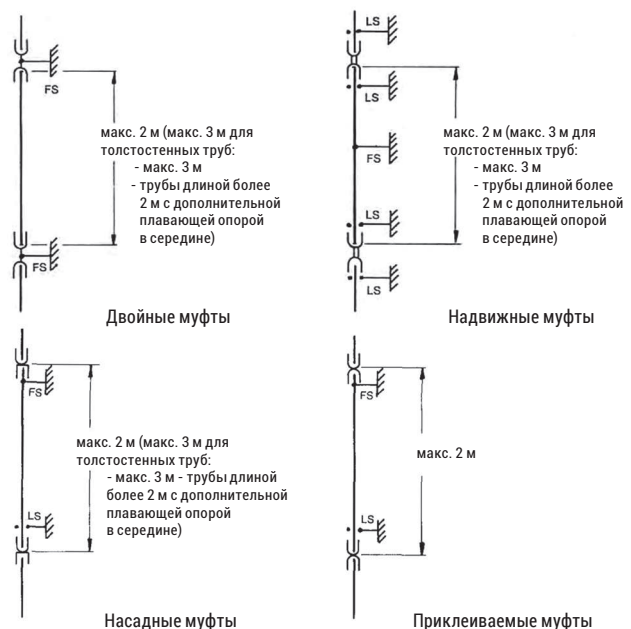 FS
макс. 2 м (макс. 3 м для
толстостенных труб:
- макс. 3 м
- трубы длиной более
2 м с дополнительной
плавающей опорой
в середине)
FS
Двойные муфты
LS
LS
макс. 2 м (макс. 3 м для
толстостенных труб:
- макс. 3 м
- трубы длиной более
2 м с дополнительной
плавающей опорой
в середине)
FS
LS
LS
Надвижные муфты
FS
макс. 2 м (макс. 3 м для
толстостенных труб:
- макс. 3 м - трубы длиной
более 2 м с дополнительной
плавающей опорой
в середине)
LS
Насадные муфты
FS
макс. 2 м
LS
Приклеиваемые муфты